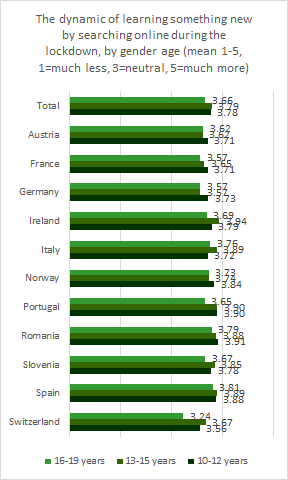 The dynamic of learning something new
by searching online during the
lockdown, by gender age (mean 1-5,
1=much less, 3=neutral, 5=much more)
3.66
Total 3.79
3.78
3.62
Austria 3.62
3.71
3.57
France 3.65
3.71
3.57
Germany 3.57
3.73
3.69
Ireland 3.94
3.79
3.76
Italy 3.89
3.72
3.73
Norway 3.74
3.84
3.65
Portugal 3.90
3.90
3.79
Romania 3.88
3.91
3.67
Slovenia 3.85
3.78
3.81
Spain 3.89
3.88
3.24
Switzerland 3.67
3.56
16-19 years 13-15 years 10-12 years